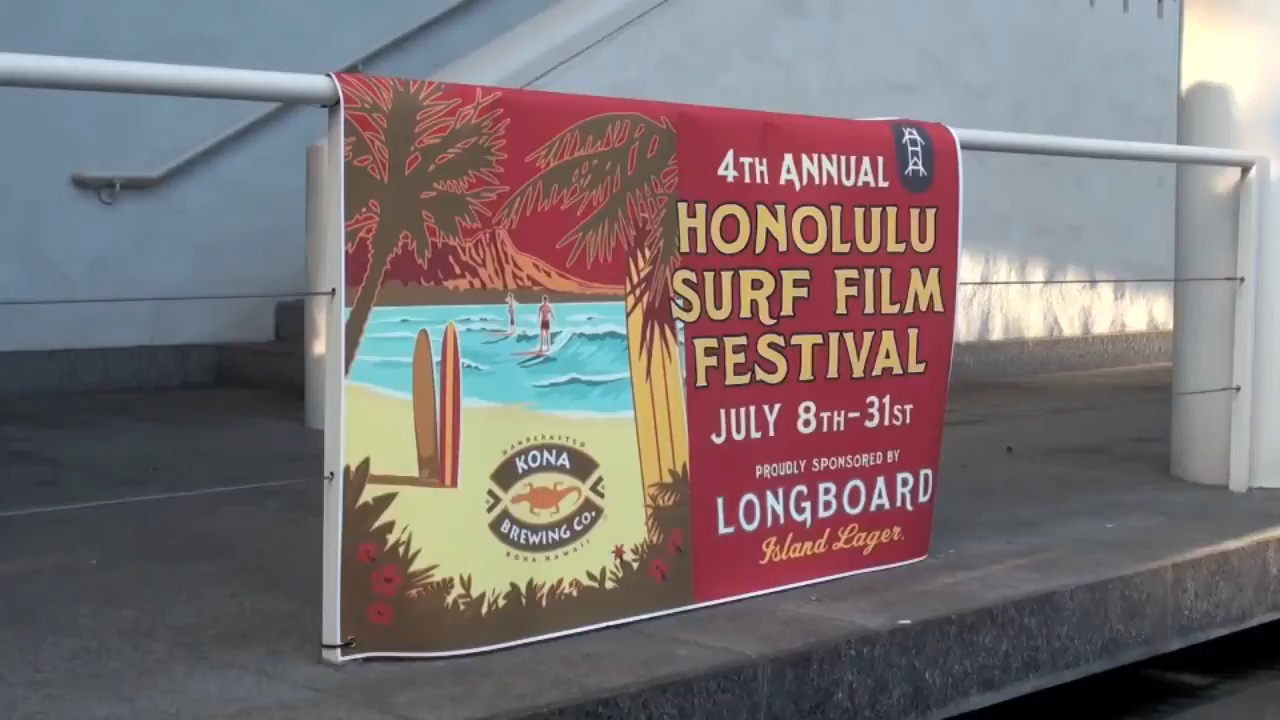 4TH ANNUAL
HONOLULU
SURF FILM
FESTIVAL
JULY 8TH-31ST
PROUDLY SPONSORED BY
LONGBOARD
Island Lager.
HANDCRAFTED
KONA
BREWING CO.
KONA, HAWAII